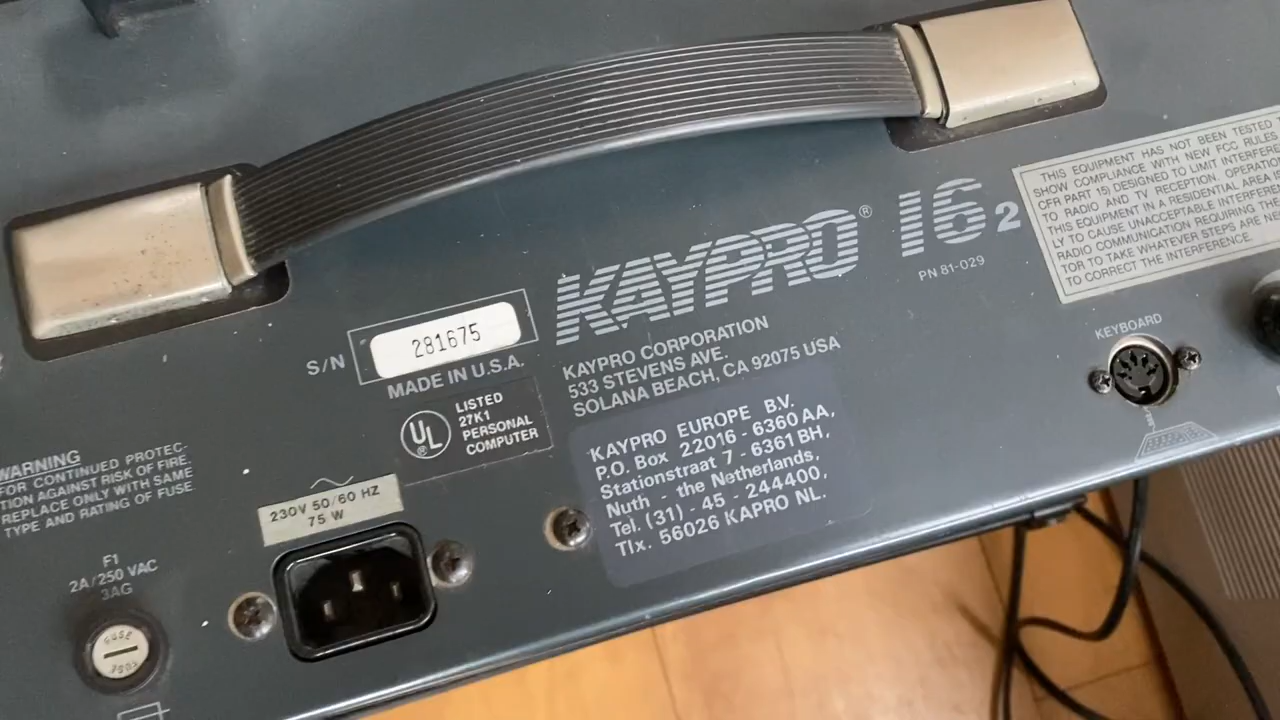 KAYPRO® 16 2
PN 81-029
S/N 281675
MADE IN U.S.A.
UL LISTED
27K1
PERSONAL
COMPUTER
KAYPRO CORPORATION
533 STEVENS AVE.
SOLANA BEACH, CA 92075 USA
KAYPRO EUROPE B.V.
P.O. Box 22016 - 6360 AA,
Stationstraat 7 - 6361 BH,
Nuth - the Netherlands,
Tel. (31) - 45 - 244400,
Tlx. 56026 KAPRO NL.
THIS EQUIPMENT HAS NOT BEEN TESTED
SHOW COMPLIANCE WITH NEW FCC RULES
CFR PART 15) DESIGNED TO LIMIT INTERFERE
TO RADIO AND TV RECEPTION. OPERATION
THIS EQUIPMENT IN A RESIDENTIAL AREA
LY TO CAUSE UNACCEPTABLE INTERFERE
RADIO COMMUNICATION REQUIRING THE
TOR TO TAKE WHATEVER STEPS ARE NE
TO CORRECT THE INTERFERENCE.
KEYBOARD
WARNING
FOR CONTINUED PROTEC-
TION AGAINST RISK OF FIRE.
REPLACE ONLY WITH SAME
TYPE AND RATING OF FUSE
230V 50/60 HZ
75 W
F1
2A/250 VAC
3AG
FUSE